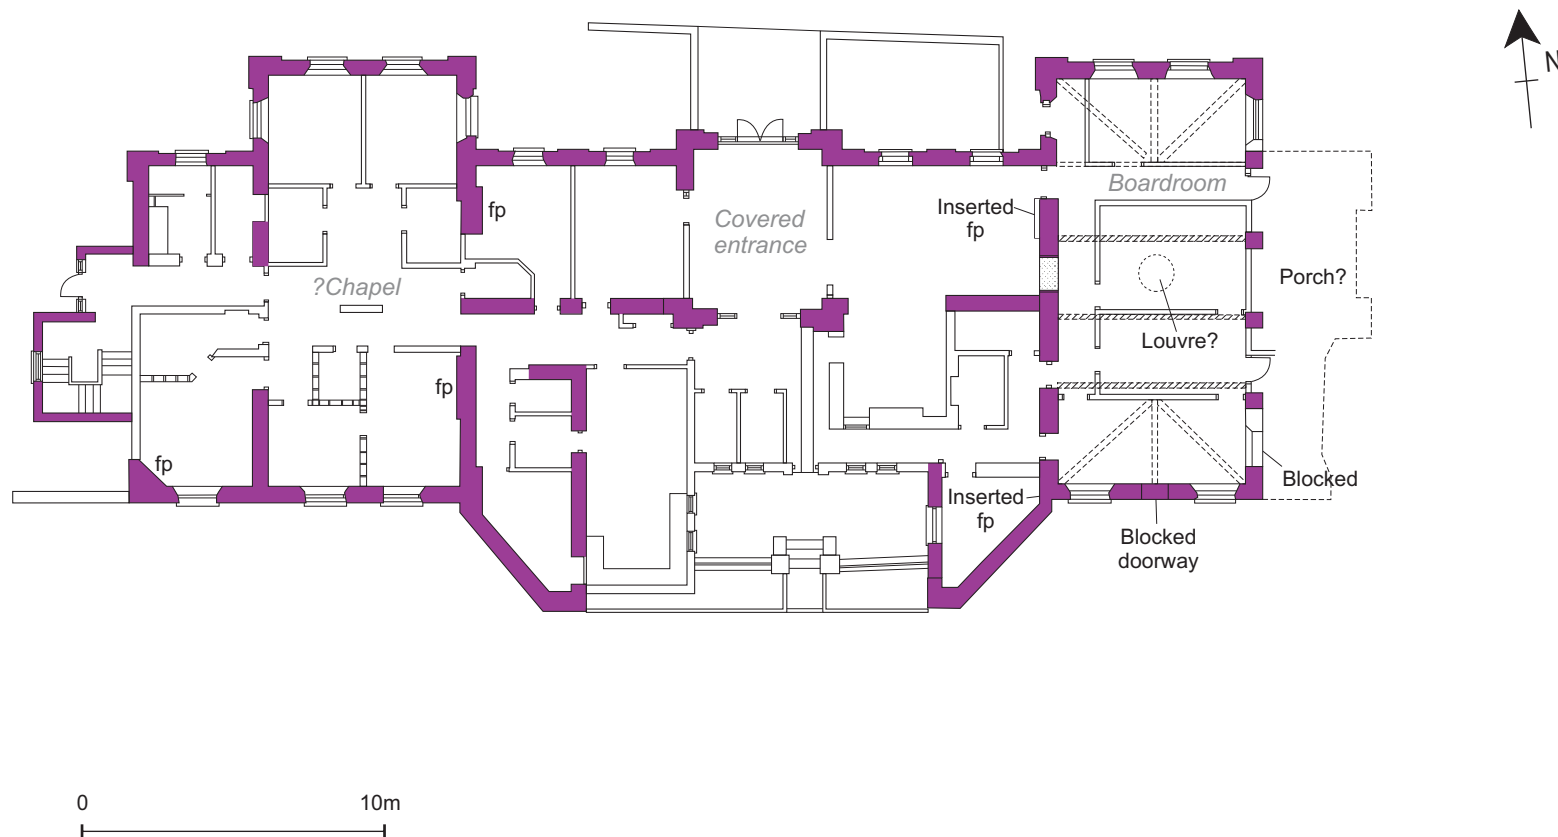 N
fp
Boardroom
Inserted
fp
Covered
entrance
?Chapel
Porch?
Louvre?
fp
fp
Inserted
fp
Blocked
Blocked
doorway
0
10m